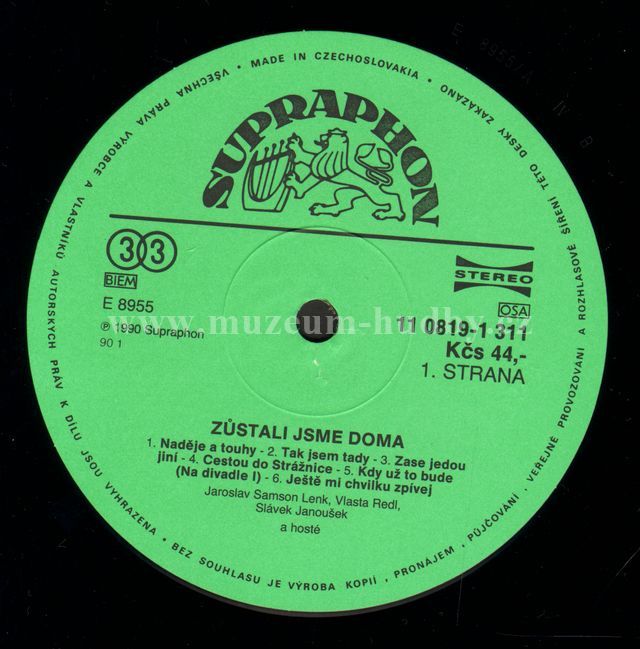 VŠECHNA PRÁVA VÝROBCE A VLASTNÍKŮ AUTORSKÝCH PRÁV K DÍLU JSOU VYHRAZENA • BEZ SOUHLASU JE VÝROBA KOPIÍ, PRONÁJEM, PŮJČOVÁNÍ, VEŘEJNÉ PROVOZOVÁNÍ A ROZHLASOVÉ ŠÍŘENÍ TÉTO DESKY ZAKÁZÁNO • MADE IN CZECHOSLOVAKIA •
SUPRAPHON
33
STEREO
BIEM
OSA
E 8955
11 0819-1 311
℗ 1990 Supraphon
Kčs 44,-
90 1
1. STRANA
www.muzeum-hudby.cz
ZŮSTALI JSME DOMA
1. Naděje a touhy - 2. Tak jsem tady - 3. Zase jedou
jiní - 4. Cestou do Strážnice - 5. Kdy už to bude
(Na divadle I) - 6. Ještě mi chvilku zpívej
Jaroslav Samson Lenk, Vlasta Redl,
Slávek Janoušek
a hosté